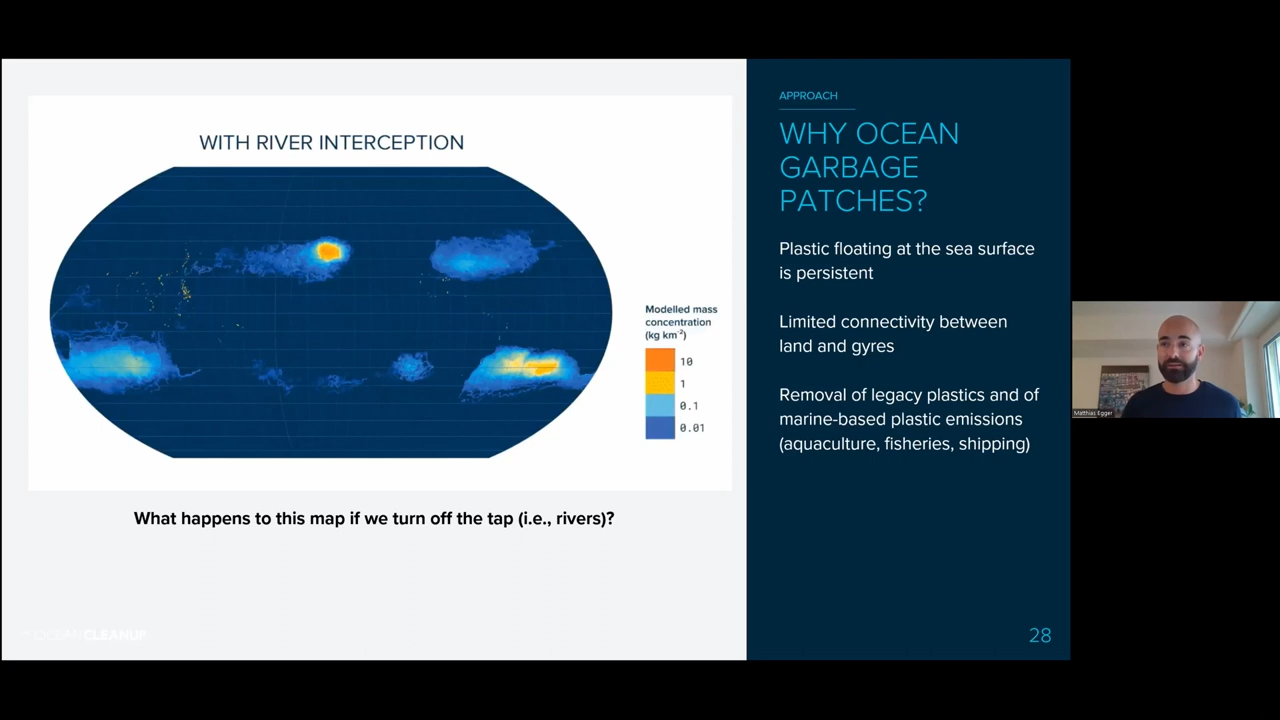 WITH RIVER INTERCEPTION
Modelled mass
concentration
(kg km⁻²)
10
1
0.1
0.01
What happens to this map if we turn off the tap (i.e., rivers)?
OCEANCLEANUP
APPROACH
WHY OCEAN
GARBAGE
PATCHES?
Plastic floating at the sea surface
is persistent
Limited connectivity between
land and gyres
Removal of legacy plastics and of
marine-based plastic emissions
(aquaculture, fisheries, shipping)
28
Matthias Egger